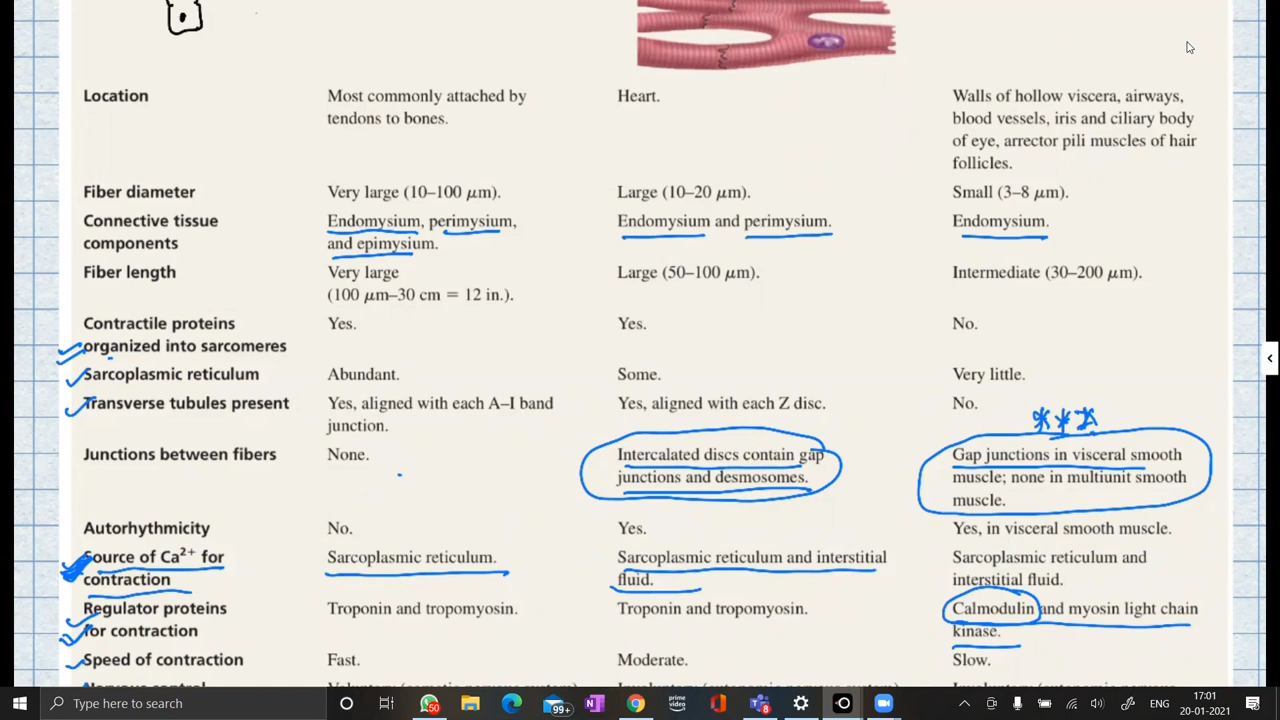 Location Most commonly attached by Heart. Walls of hollow viscera, airways,
tendons to bones. blood vessels, iris and ciliary body
of eye, arrector pili muscles of hair
follicles.
Fiber diameter Very large (10–100 μm). Large (10–20 μm). Small (3–8 μm).
Connective tissue Endomysium, perimysium, Endomysium and perimysium. Endomysium.
components and epimysium.
Fiber length Very large Large (50–100 μm). Intermediate (30–200 μm).
(100 μm–30 cm = 12 in.).
Contractile proteins Yes. Yes. No.
organized into sarcomeres
Sarcoplasmic reticulum Abundant. Some. Very little.
Transverse tubules present Yes, aligned with each A–I band Yes, aligned with each Z disc. No.
junction.
Junctions between fibers None. Intercalated discs contain gap Gap junctions in visceral smooth
junctions and desmosomes. muscle; none in multiunit smooth
muscle.
Autorhythmicity No. Yes. Yes, in visceral smooth muscle.
Source of Ca2+ for Sarcoplasmic reticulum. Sarcoplasmic reticulum and interstitial Sarcoplasmic reticulum and
contraction fluid. interstitial fluid.
Regulator proteins Troponin and tropomyosin. Troponin and tropomyosin. Calmodulin and myosin light chain
for contraction kinase.
Speed of contraction Fast. Moderate. Slow.
Type here to search 50 99+ prime video 8 ENG 17:01
20-01-2021